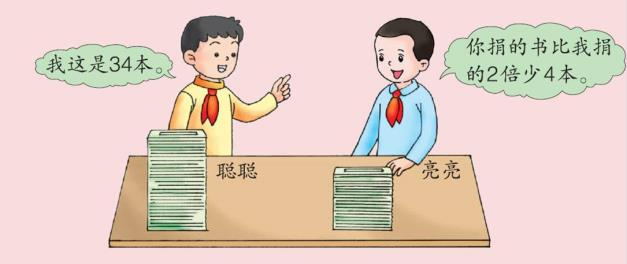 我这是34本。
你捐的书比我捐
的2倍少4本。
聪聪
亮亮